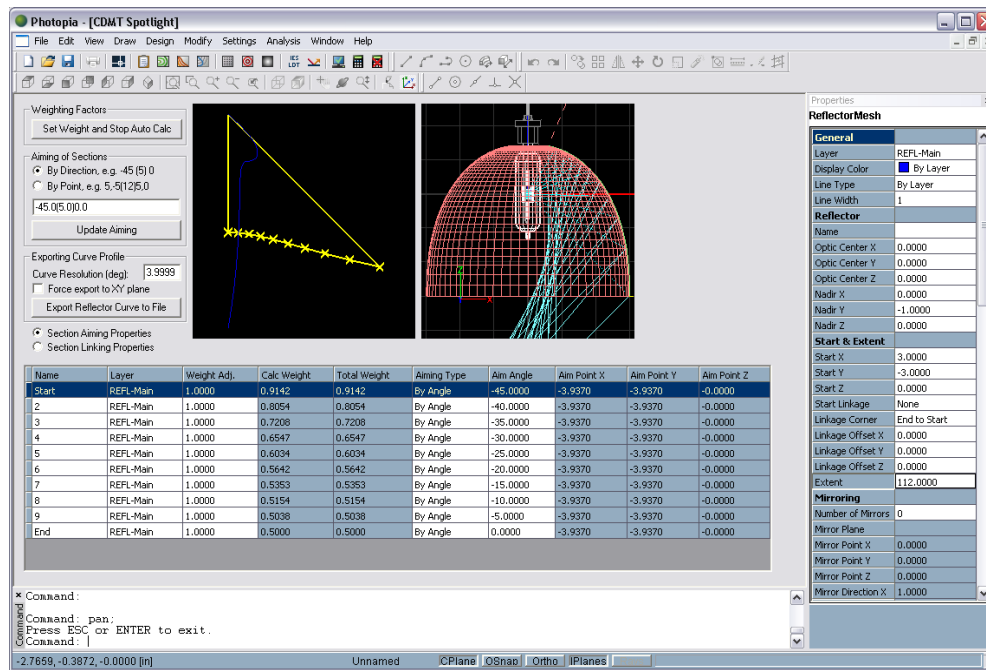 Photopia - [CDMT Spotlight]
File Edit View Draw Design Modify Settings Analysis Window Help
IES
LDT
Weighting Factors
Set Weight and Stop Auto Calc
Aiming of Sections
By Direction, e.g. -45 (5) 0
By Point, e.g. 5,-5(12)5,0
-45.0(5.0)0.0
Update Aiming
Exporting Curve Profile
Curve Resolution (deg): 3.9999
Force export to XY plane
Export Reflector Curve to File
Section Aiming Properties
Section Linking Properties
Z
X
Name Layer Weight Adj. Calc Weight Total Weight Aiming Type Aim Angle Aim Point X Aim Point Y Aim Point Z
Start REFL-Main 1.0000 0.9142 0.9142 By Angle -45.0000 -3.9370 -3.9370 -0.0000
2 REFL-Main 1.0000 0.8054 0.8054 By Angle -40.0000 -3.9370 -3.9370 -0.0000
3 REFL-Main 1.0000 0.7208 0.7208 By Angle -35.0000 -3.9370 -3.9370 -0.0000
4 REFL-Main 1.0000 0.6547 0.6547 By Angle -30.0000 -3.9370 -3.9370 -0.0000
5 REFL-Main 1.0000 0.6034 0.6034 By Angle -25.0000 -3.9370 -3.9370 -0.0000
6 REFL-Main 1.0000 0.5642 0.5642 By Angle -20.0000 -3.9370 -3.9370 -0.0000
7 REFL-Main 1.0000 0.5353 0.5353 By Angle -15.0000 -3.9370 -3.9370 -0.0000
8 REFL-Main 1.0000 0.5154 0.5154 By Angle -10.0000 -3.9370 -3.9370 -0.0000
9 REFL-Main 1.0000 0.5038 0.5038 By Angle -5.0000 -3.9370 -3.9370 -0.0000
End REFL-Main 1.0000 0.5000 0.5000 By Angle 0.0000 -3.9370 -3.9370 -0.0000
Properties
ReflectorMesh
General
Layer REFL-Main
Display Color By Layer
Line Type By Layer
Line Width 1
Reflector
Name
Optic Center X 0.0000
Optic Center Y 0.0000
Optic Center Z 0.0000
Nadir X 0.0000
Nadir Y -1.0000
Nadir Z 0.0000
Start & Extent
Start X 3.0000
Start Y -3.0000
Start Z 0.0000
Start Linkage None
Linkage Corner End to Start
Linkage Offset X 0.0000
Linkage Offset Y 0.0000
Linkage Offset Z 0.0000
Extent 112.0000
Mirroring
Number of Mirrors 0
Mirror Plane
Mirror Point X 0.0000
Mirror Point Y 0.0000
Mirror Point Z 0.0000
Mirror Direction X 1.0000
Command
Command:
Command: pan;
Press ESC or ENTER to exit.
Command:
-2.7659, -0.3872, -0.0000 [in] Unnamed CPlane OSnap Ortho IPlanes